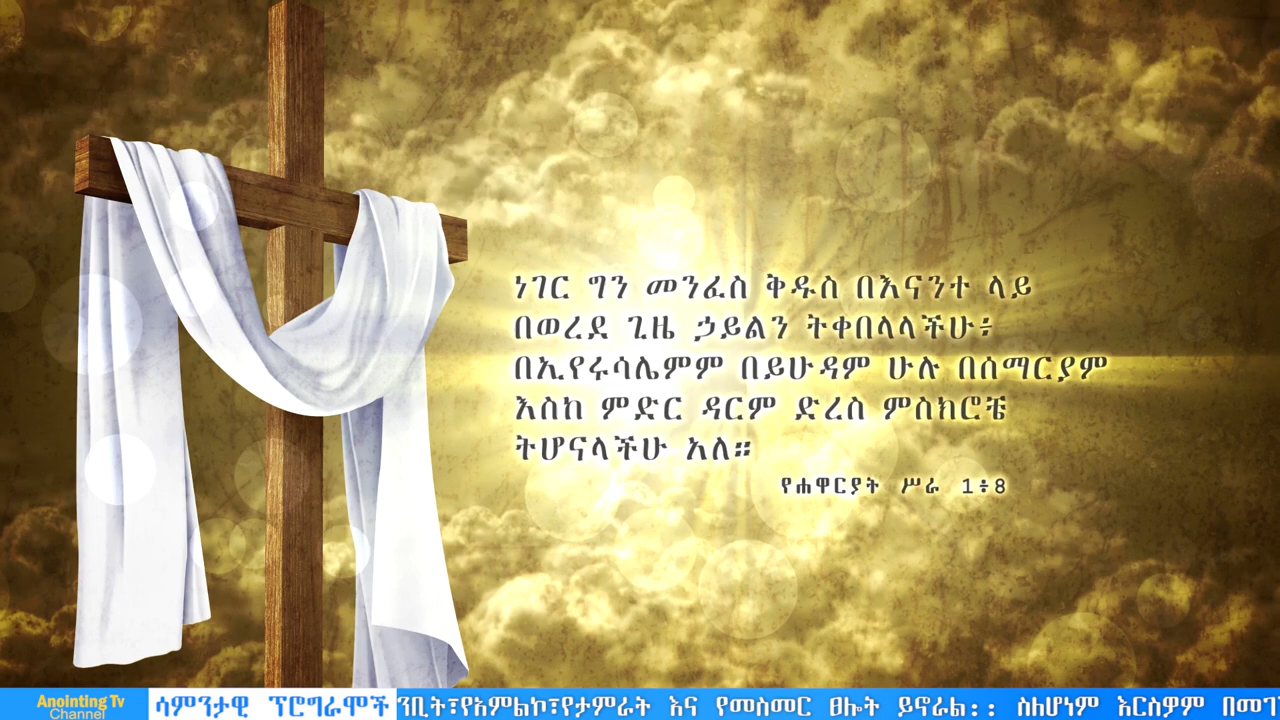 ነገር ግን መንፈስ ቅዱስ በእናንተ ላይ
በወረደ ጊዜ ኃይልን ትቀበላላችሁ፥
በኢየሩሳሌምም በይሁዳም ሁሉ በሰማርያም
እስከ ምድር ዳርም ድረስ ምስክሮቼ
ትሆናላችሁ አለ።
የሐዋርያት ሥራ 1፥8
Anointing Tv
Channel
ሳምንታዊ ፕሮግራሞች
ንቢት፣የአምልኮ፣የታምራት እና የመስመር ፀሎት ይኖራል:: ስለሆነም እርስዎም በመገ